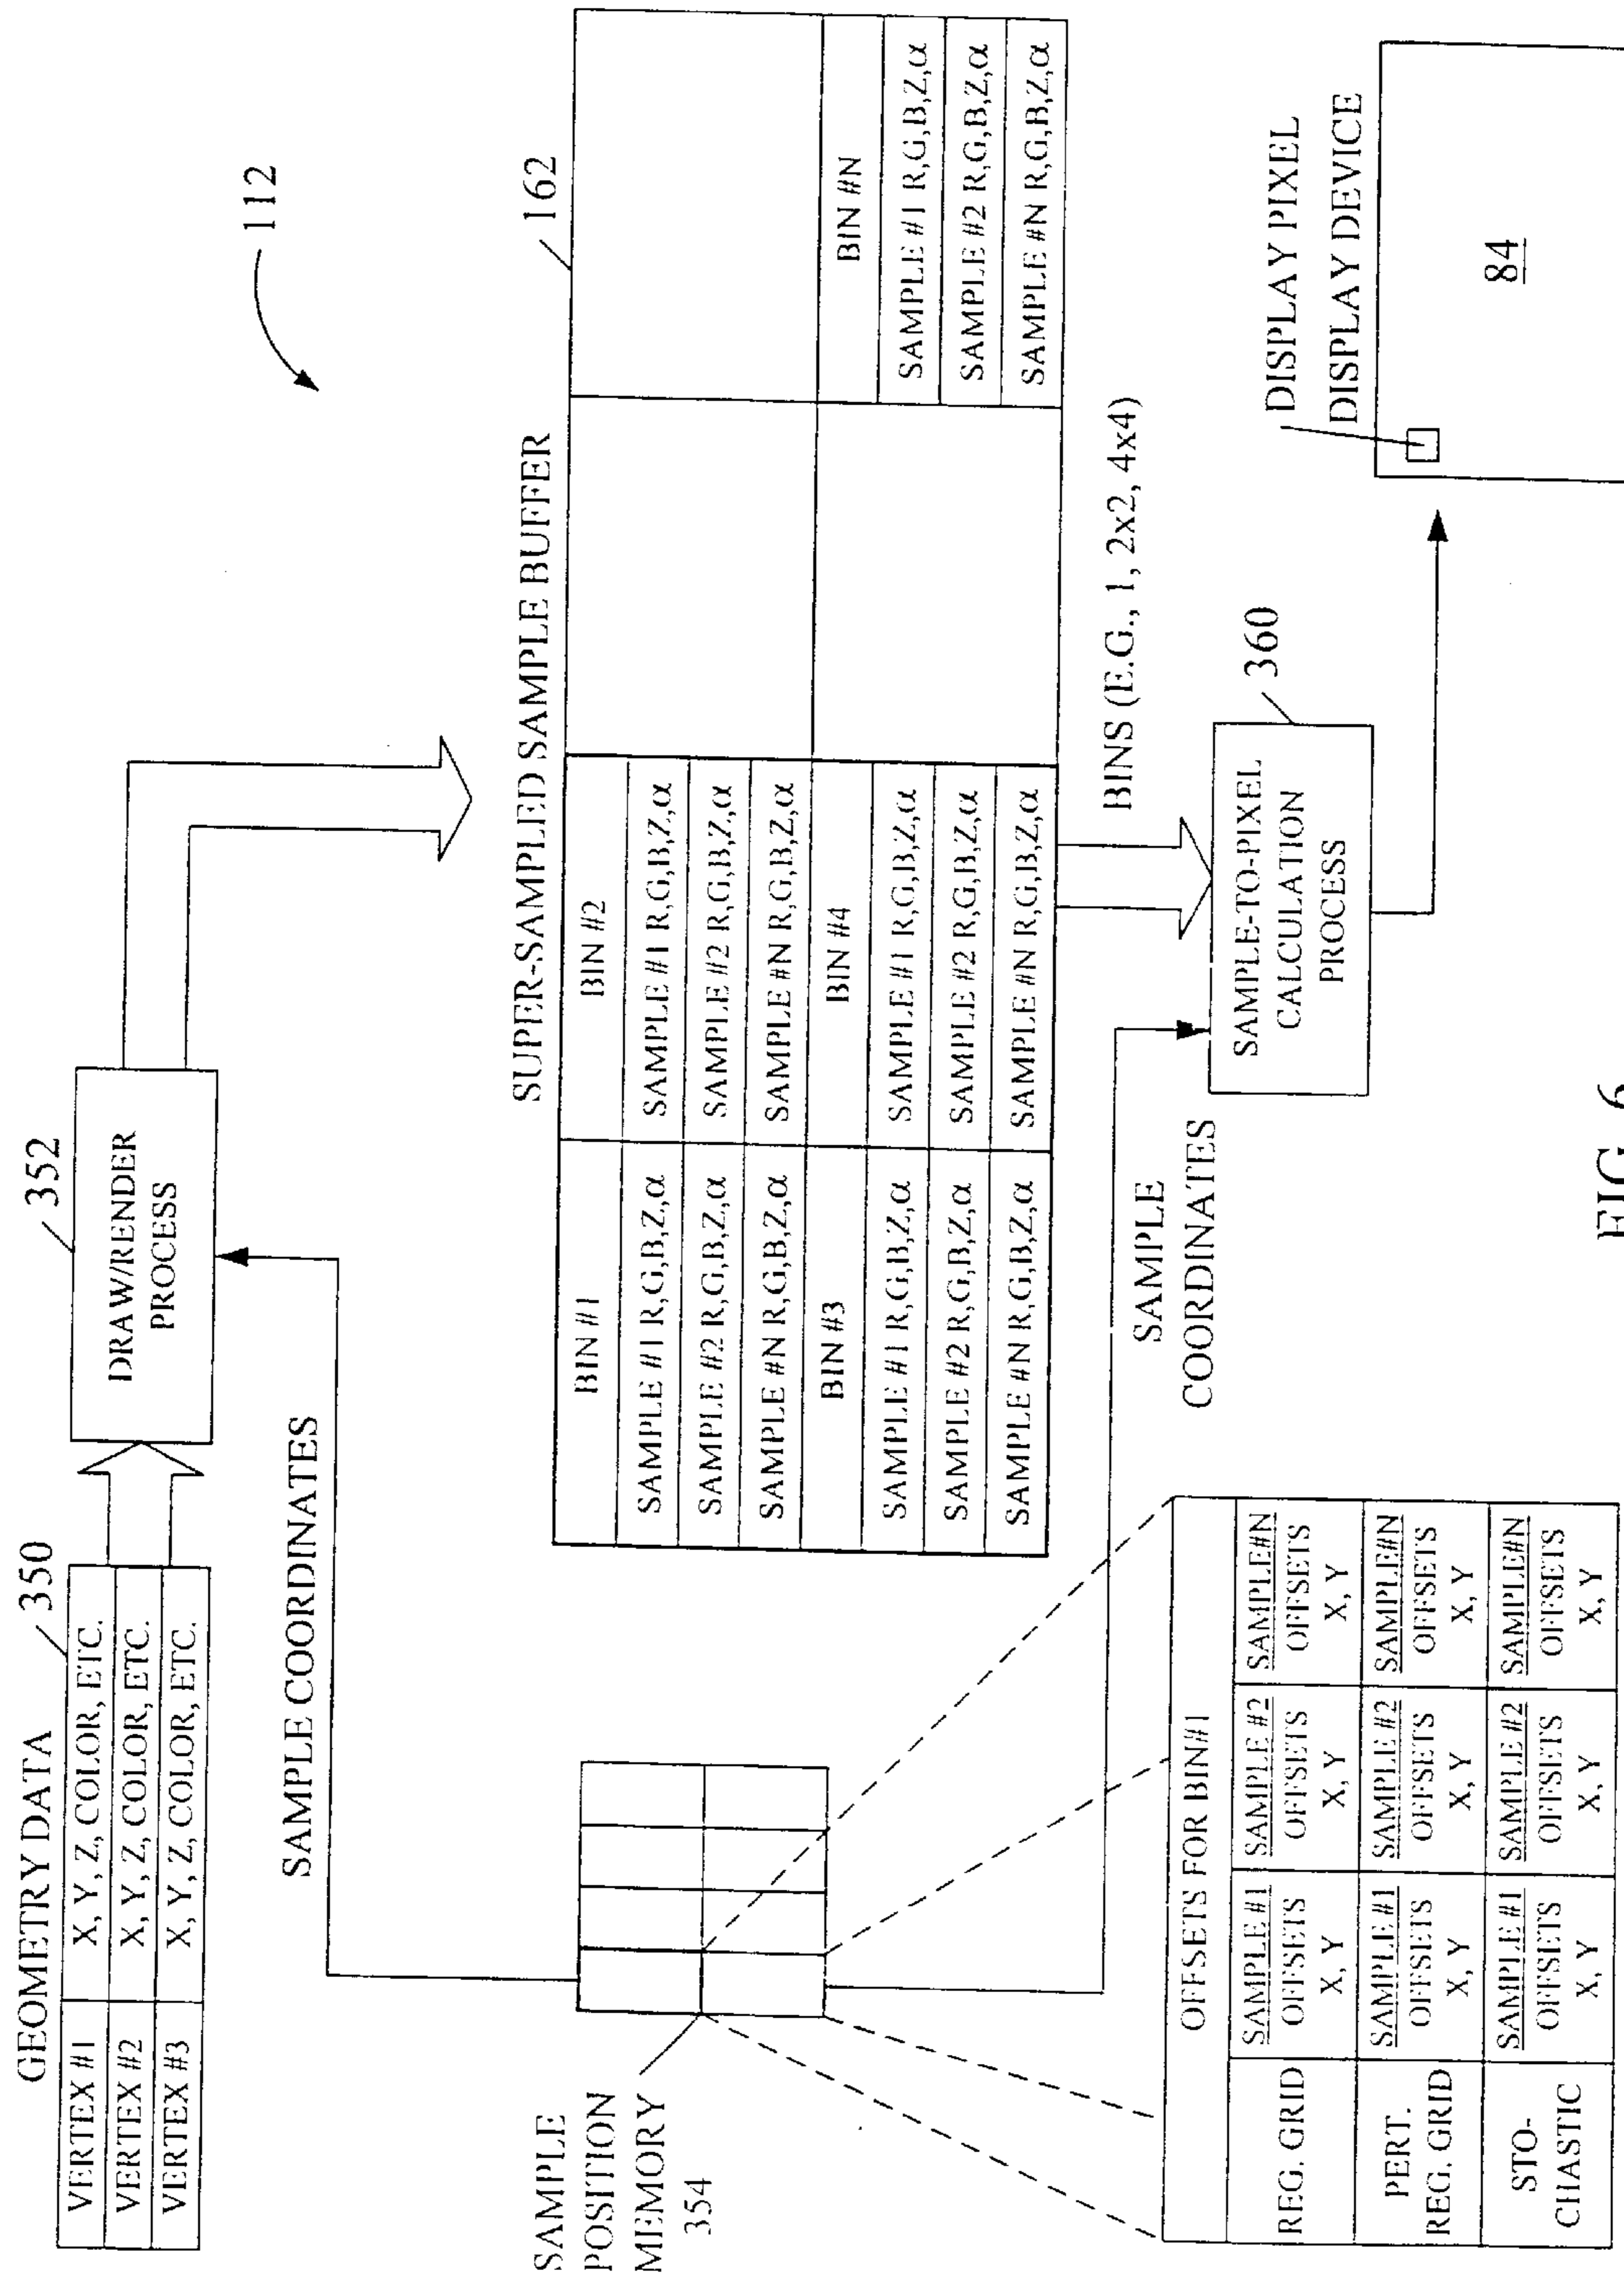 112
GEOMETRY DATA
350
VERTEX #1 X, Y, Z, COLOR, ETC.
VERTEX #2 X, Y, Z, COLOR, ETC.
VERTEX #3 X, Y, Z, COLOR, ETC.
352
DRAW/RENDER
PROCESS
SAMPLE COORDINATES
SUPER-SAMPLED SAMPLE BUFFER
162
BIN #1 BIN #2
SAMPLE #1 R,G,B,Z,α SAMPLE #1 R,G,B,Z,α
SAMPLE #2 R,G,B,Z,α SAMPLE #2 R,G,B,Z,α
SAMPLE #N R,G,B,Z,α SAMPLE #N R,G,B,Z,α
BIN #3 BIN #4 BIN #N
SAMPLE #1 R,G,B,Z,α SAMPLE #1 R,G,B,Z,α SAMPLE #1 R,G,B,Z,α
SAMPLE #2 R,G,B,Z,α SAMPLE #2 R,G,B,Z,α SAMPLE #2 R,G,B,Z,α
SAMPLE #N R,G,B,Z,α SAMPLE #N R,G,B,Z,α SAMPLE #N R,G,B,Z,α
SAMPLE
POSITION
MEMORY
354
BINS (E.G., 1, 2x2, 4x4)
SAMPLE
COORDINATES
360
SAMPLE-TO-PIXEL
CALCULATION
PROCESS
DISPLAY PIXEL
DISPLAY DEVICE
84
OFFSETS FOR BIN#1
REG. GRID
SAMPLE #1 SAMPLE #2 SAMPLE#N
OFFSETS OFFSETS OFFSETS
X, Y X, Y X, Y
PERT.
REG. GRID
SAMPLE #1 SAMPLE #2 SAMPLE#N
OFFSETS OFFSETS OFFSETS
X, Y X, Y X, Y
STO-
CHASTIC
SAMPLE #1 SAMPLE #2 SAMPLE#N
OFFSETS OFFSETS OFFSETS
X, Y X, Y X, Y
FIG. 6